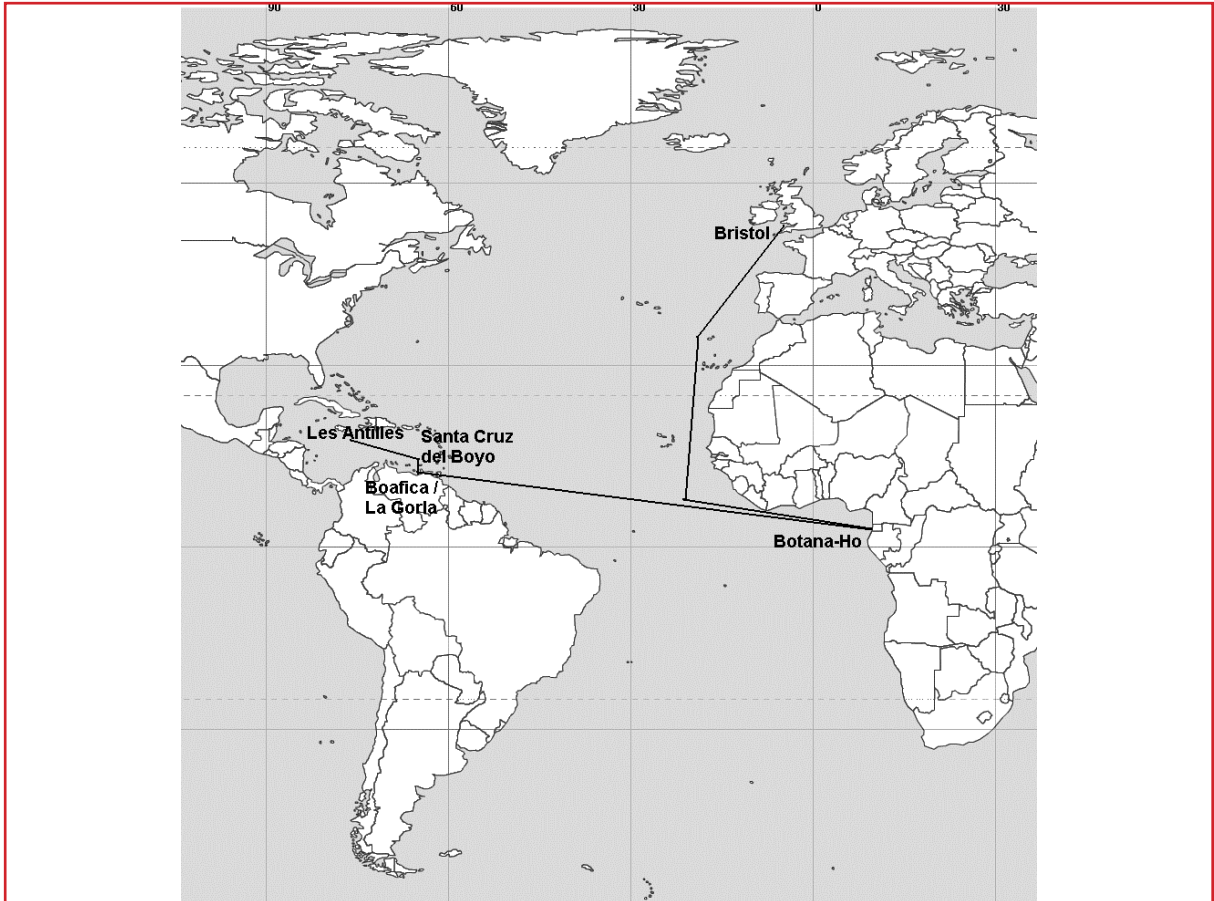 90 60 30 0 30
Bristol
Les Antilles
Santa Cruz
del Boyo
Boafica /
La Gorla
Botana-Ho